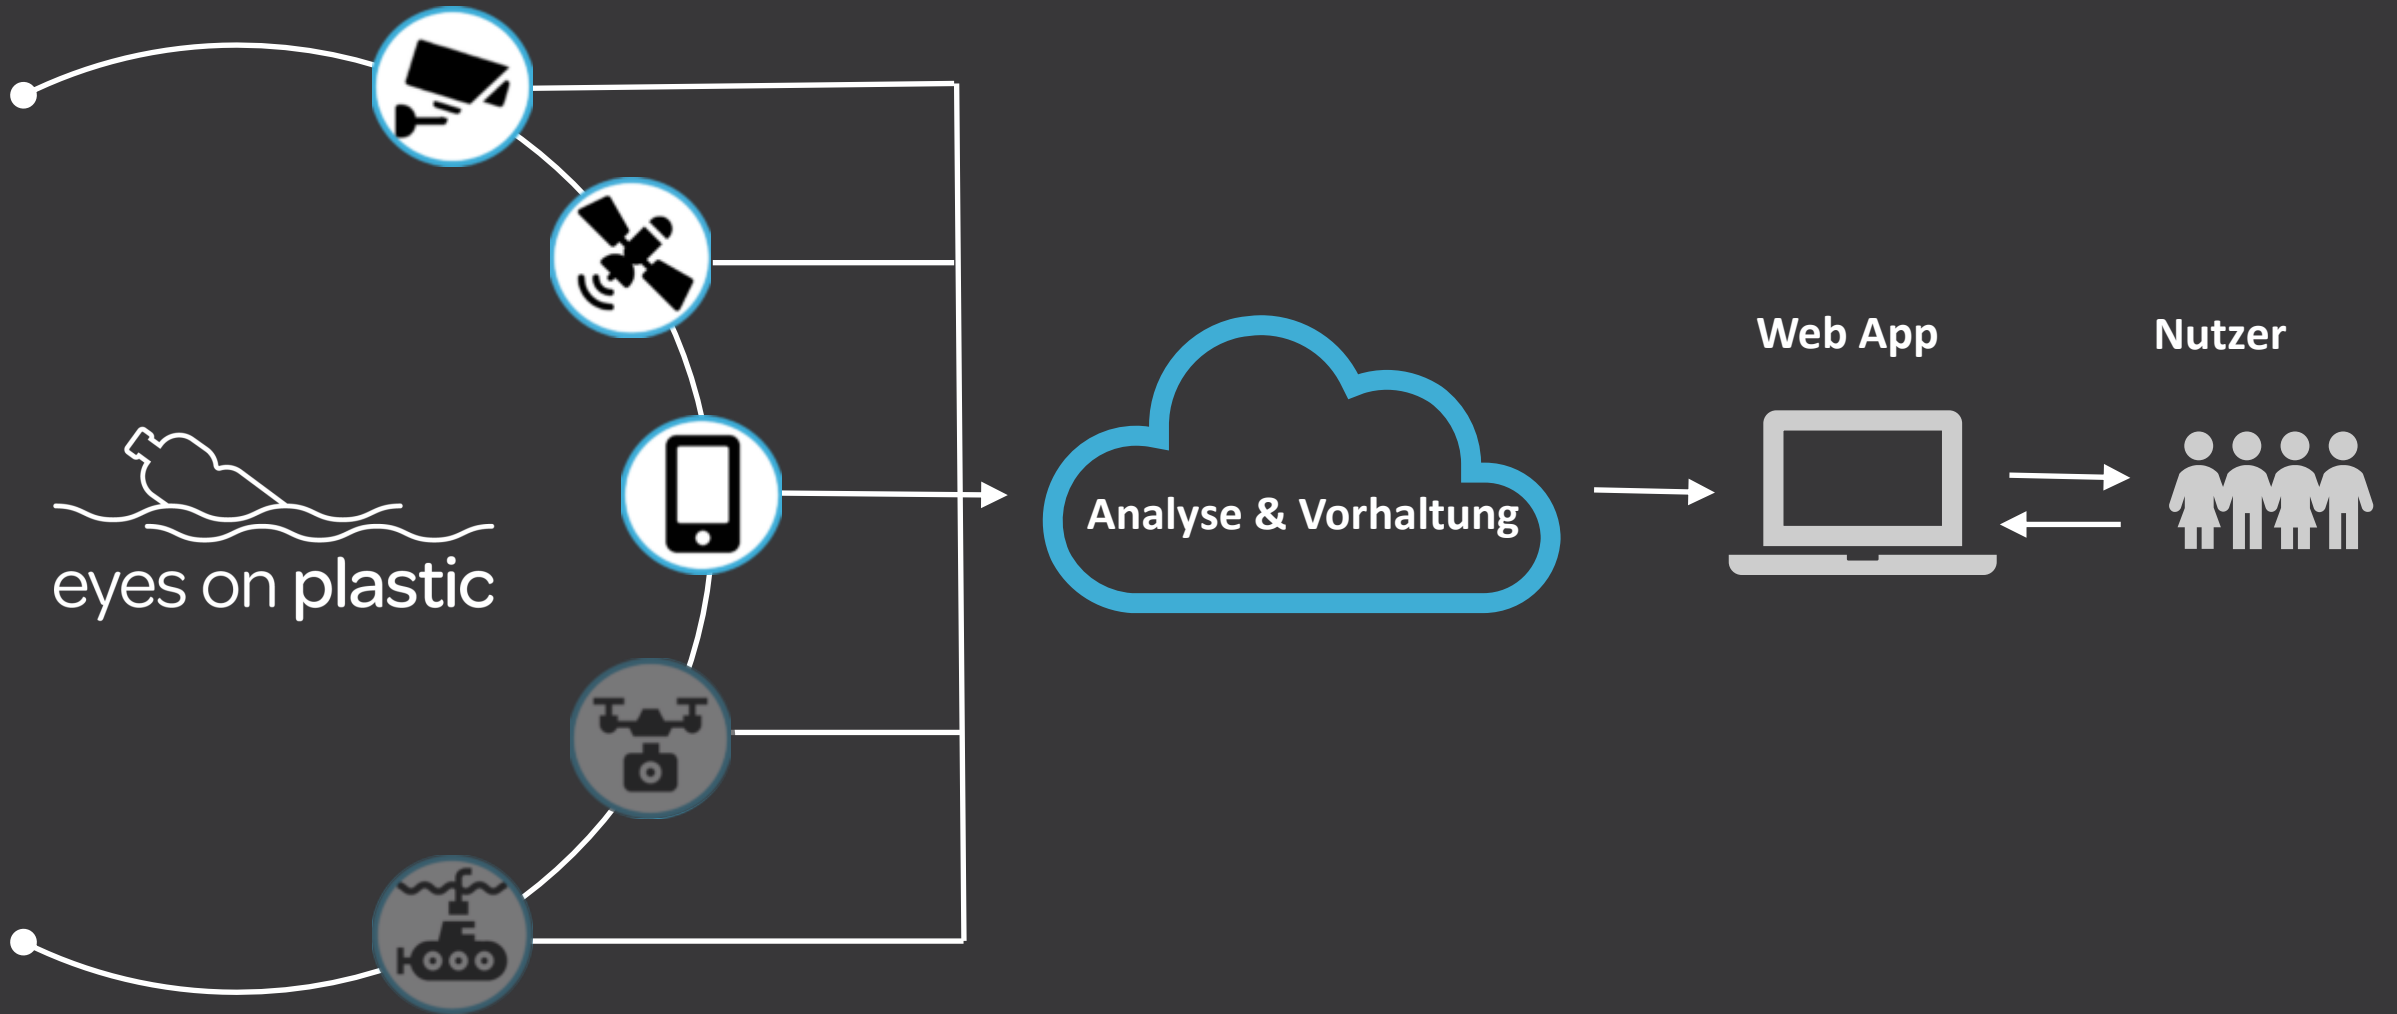 eyes on plastic
Analyse & Vorhaltung
Web App
Nutzer